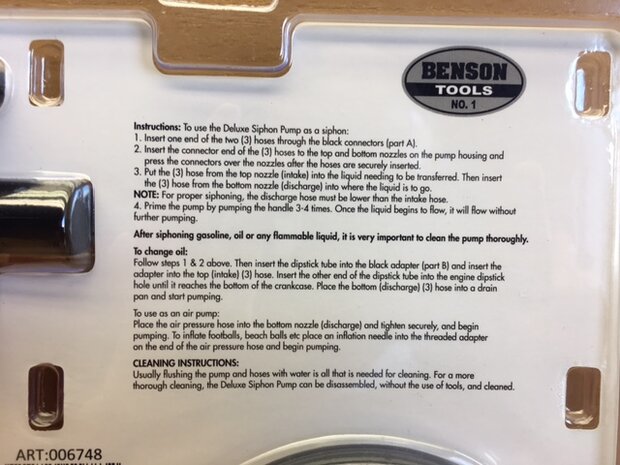 BENSON
TOOLS
NO. 1
Instructions: To use the Deluxe Siphon Pump as a siphon:
1. Insert one end of the two (3) hoses through the black connectors (part A).
2. Insert the connector end of the (3) hoses to the top and bottom nozzles on the pump housing and
press the connectors over the nozzles after the hoses are securely inserted.
3. Put the (3) hose from the top nozzle (intake) into the liquid needing to be transferred. Then insert
the (3) hose from the bottom nozzle (discharge) into where the liquid is to go.
NOTE: For proper siphoning, the discharge hose must be lower than the intake hose.
4. Prime the pump by pumping the handle 3-4 times. Once the liquid begins to flow, it will flow without
further pumping.
After siphoning gasoline, oil or any flammable liquid, it is very important to clean the pump thoroughly.
To change oil:
Follow steps 1 & 2 above. Then insert the dipstick tube into the black adapter (part B) and insert the
adapter into the top (intake) (3) hose. Insert the other end of the dipstick tube into the engine dipstick
hole until it reaches the bottom of the crankcase. Place the bottom (discharge) (3) hose into a drain
pan and start pumping.
To use as an air pump:
Place the air pressure hose into the bottom nozzle (discharge) and tighten securely, and begin
pumping. To inflate footballs, beach balls etc place an inflation needle into the threaded adapter
on the end of the air pressure hose and begin pumping.
CLEANING INSTRUCTIONS:
Usually flushing the pump and hoses with water is all that is needed for cleaning. For a more
thorough cleaning, the Deluxe Siphon Pump can be disassembled, without the use of tools, and cleaned.
ART:006748